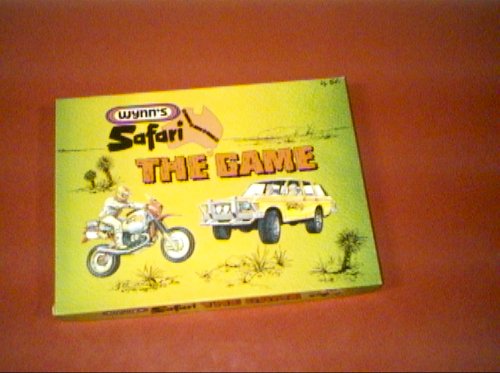 WYNN'S
Safari
THE GAME
WYNN'S Safari THE GAME